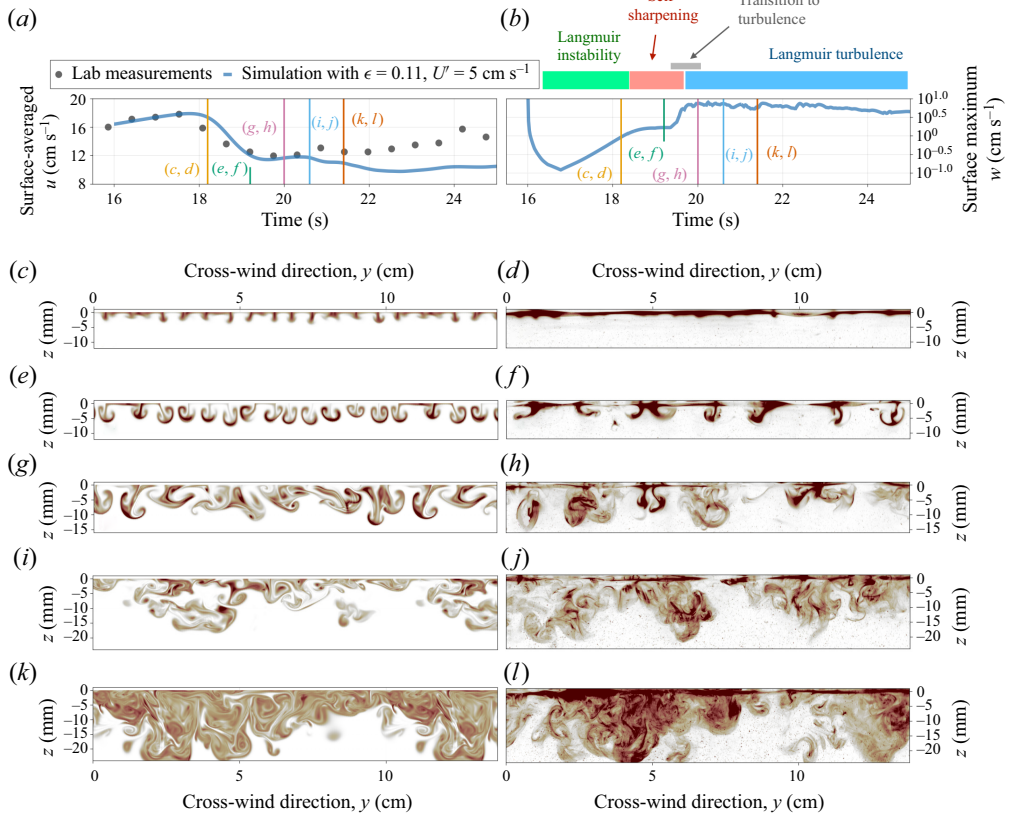 (a)
(b)
Self-
sharpening
Transition to
turbulence
Langmuir
instability
Langmuir turbulence
Lab measurements
Simulation with ϵ = 0.11, U′ = 5 cm s⁻¹
Surface-averaged
u (cm s⁻¹)
20
16
12
8
(c, d)
(e, f)
(g, h)
(i, j)
(k, l)
16
18
20
22
24
Time (s)
(c, d)
(e, f)
(g, h)
(i, j)
(k, l)
10^1.0
10^0
10^−0.5
10^−1.0
Surface maximum
w (cm s⁻¹)
16
18
20
22
24
Time (s)
(c)
Cross-wind direction, y (cm)
0
5
10
z (mm)
0
−5
−10
(d)
Cross-wind direction, y (cm)
0
5
10
0
−5
−10
z (mm)
(e)
z (mm)
0
−5
−10
(f)
0
−5
−10
z (mm)
(g)
z (mm)
0
−5
−10
−15
(h)
0
−5
−10
−15
z (mm)
(i)
z (mm)
0
−5
−10
−15
−20
(j)
0
−5
−10
−15
−20
z (mm)
(k)
z (mm)
0
−5
−10
−15
−20
0
5
10
Cross-wind direction, y (cm)
(l)
0
−5
−10
−15
−20
z (mm)
0
5
10
Cross-wind direction, y (cm)